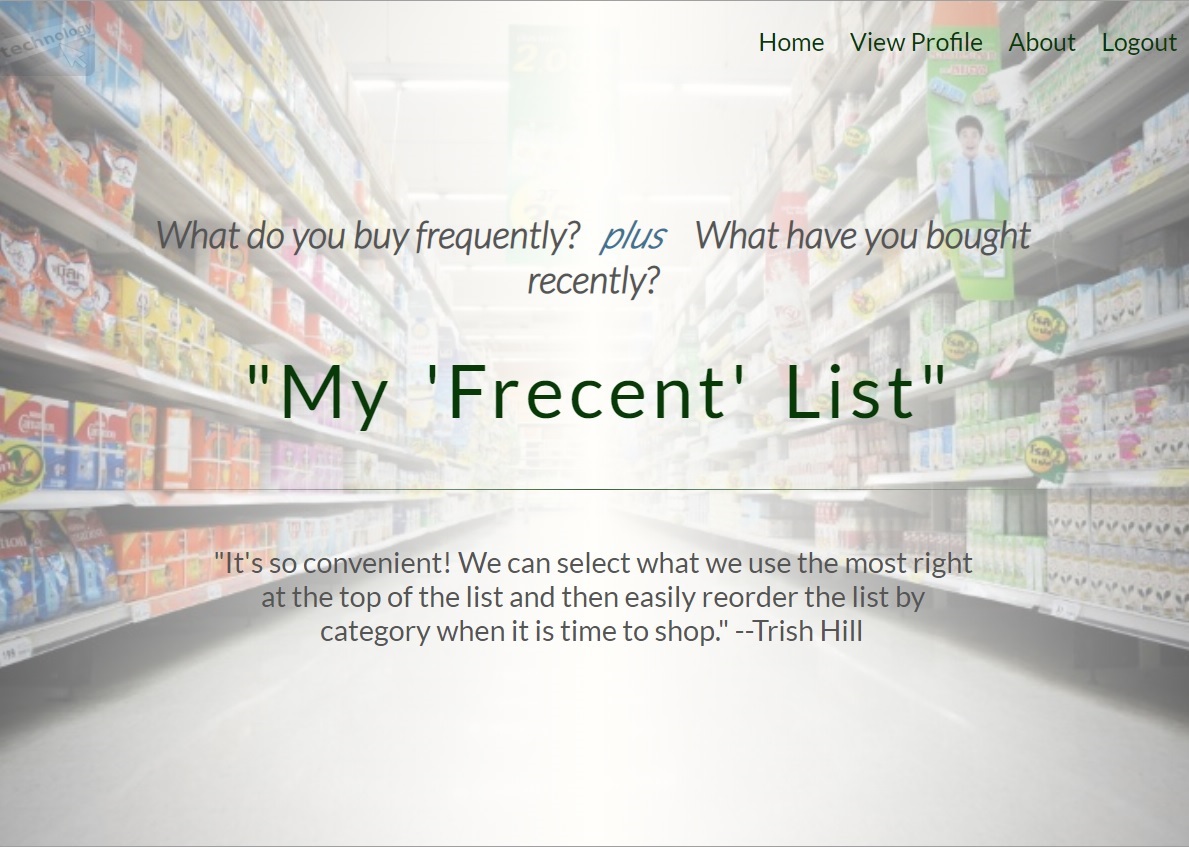 technology
Home View Profile About Logout
What do you buy frequently? plus What have you bought
recently?
"My 'Frecent' List"
"It's so convenient! We can select what we use the most right
at the top of the list and then easily reorder the list by
category when it is time to shop." --Trish Hill